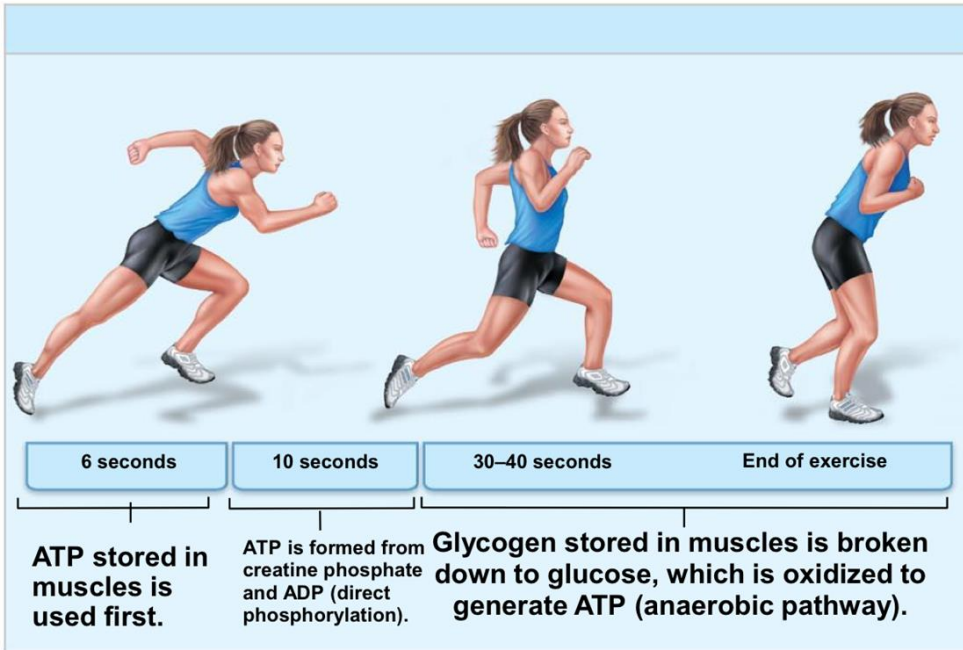 6 seconds
10 seconds
30–40 seconds
End of exercise
ATP stored in
muscles is
used first.
ATP is formed from
creatine phosphate
and ADP (direct
phosphorylation).
Glycogen stored in muscles is broken
down to glucose, which is oxidized to
generate ATP (anaerobic pathway).